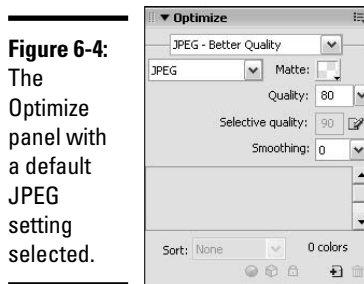 Figure 6-4:
The
Optimize
panel with
a default
JPEG
setting
selected.
Optimize
JPEG - Better Quality
JPEG Matte:
Quality: 80
Selective quality: 90
Smoothing: 0
Sort: None 0 colors